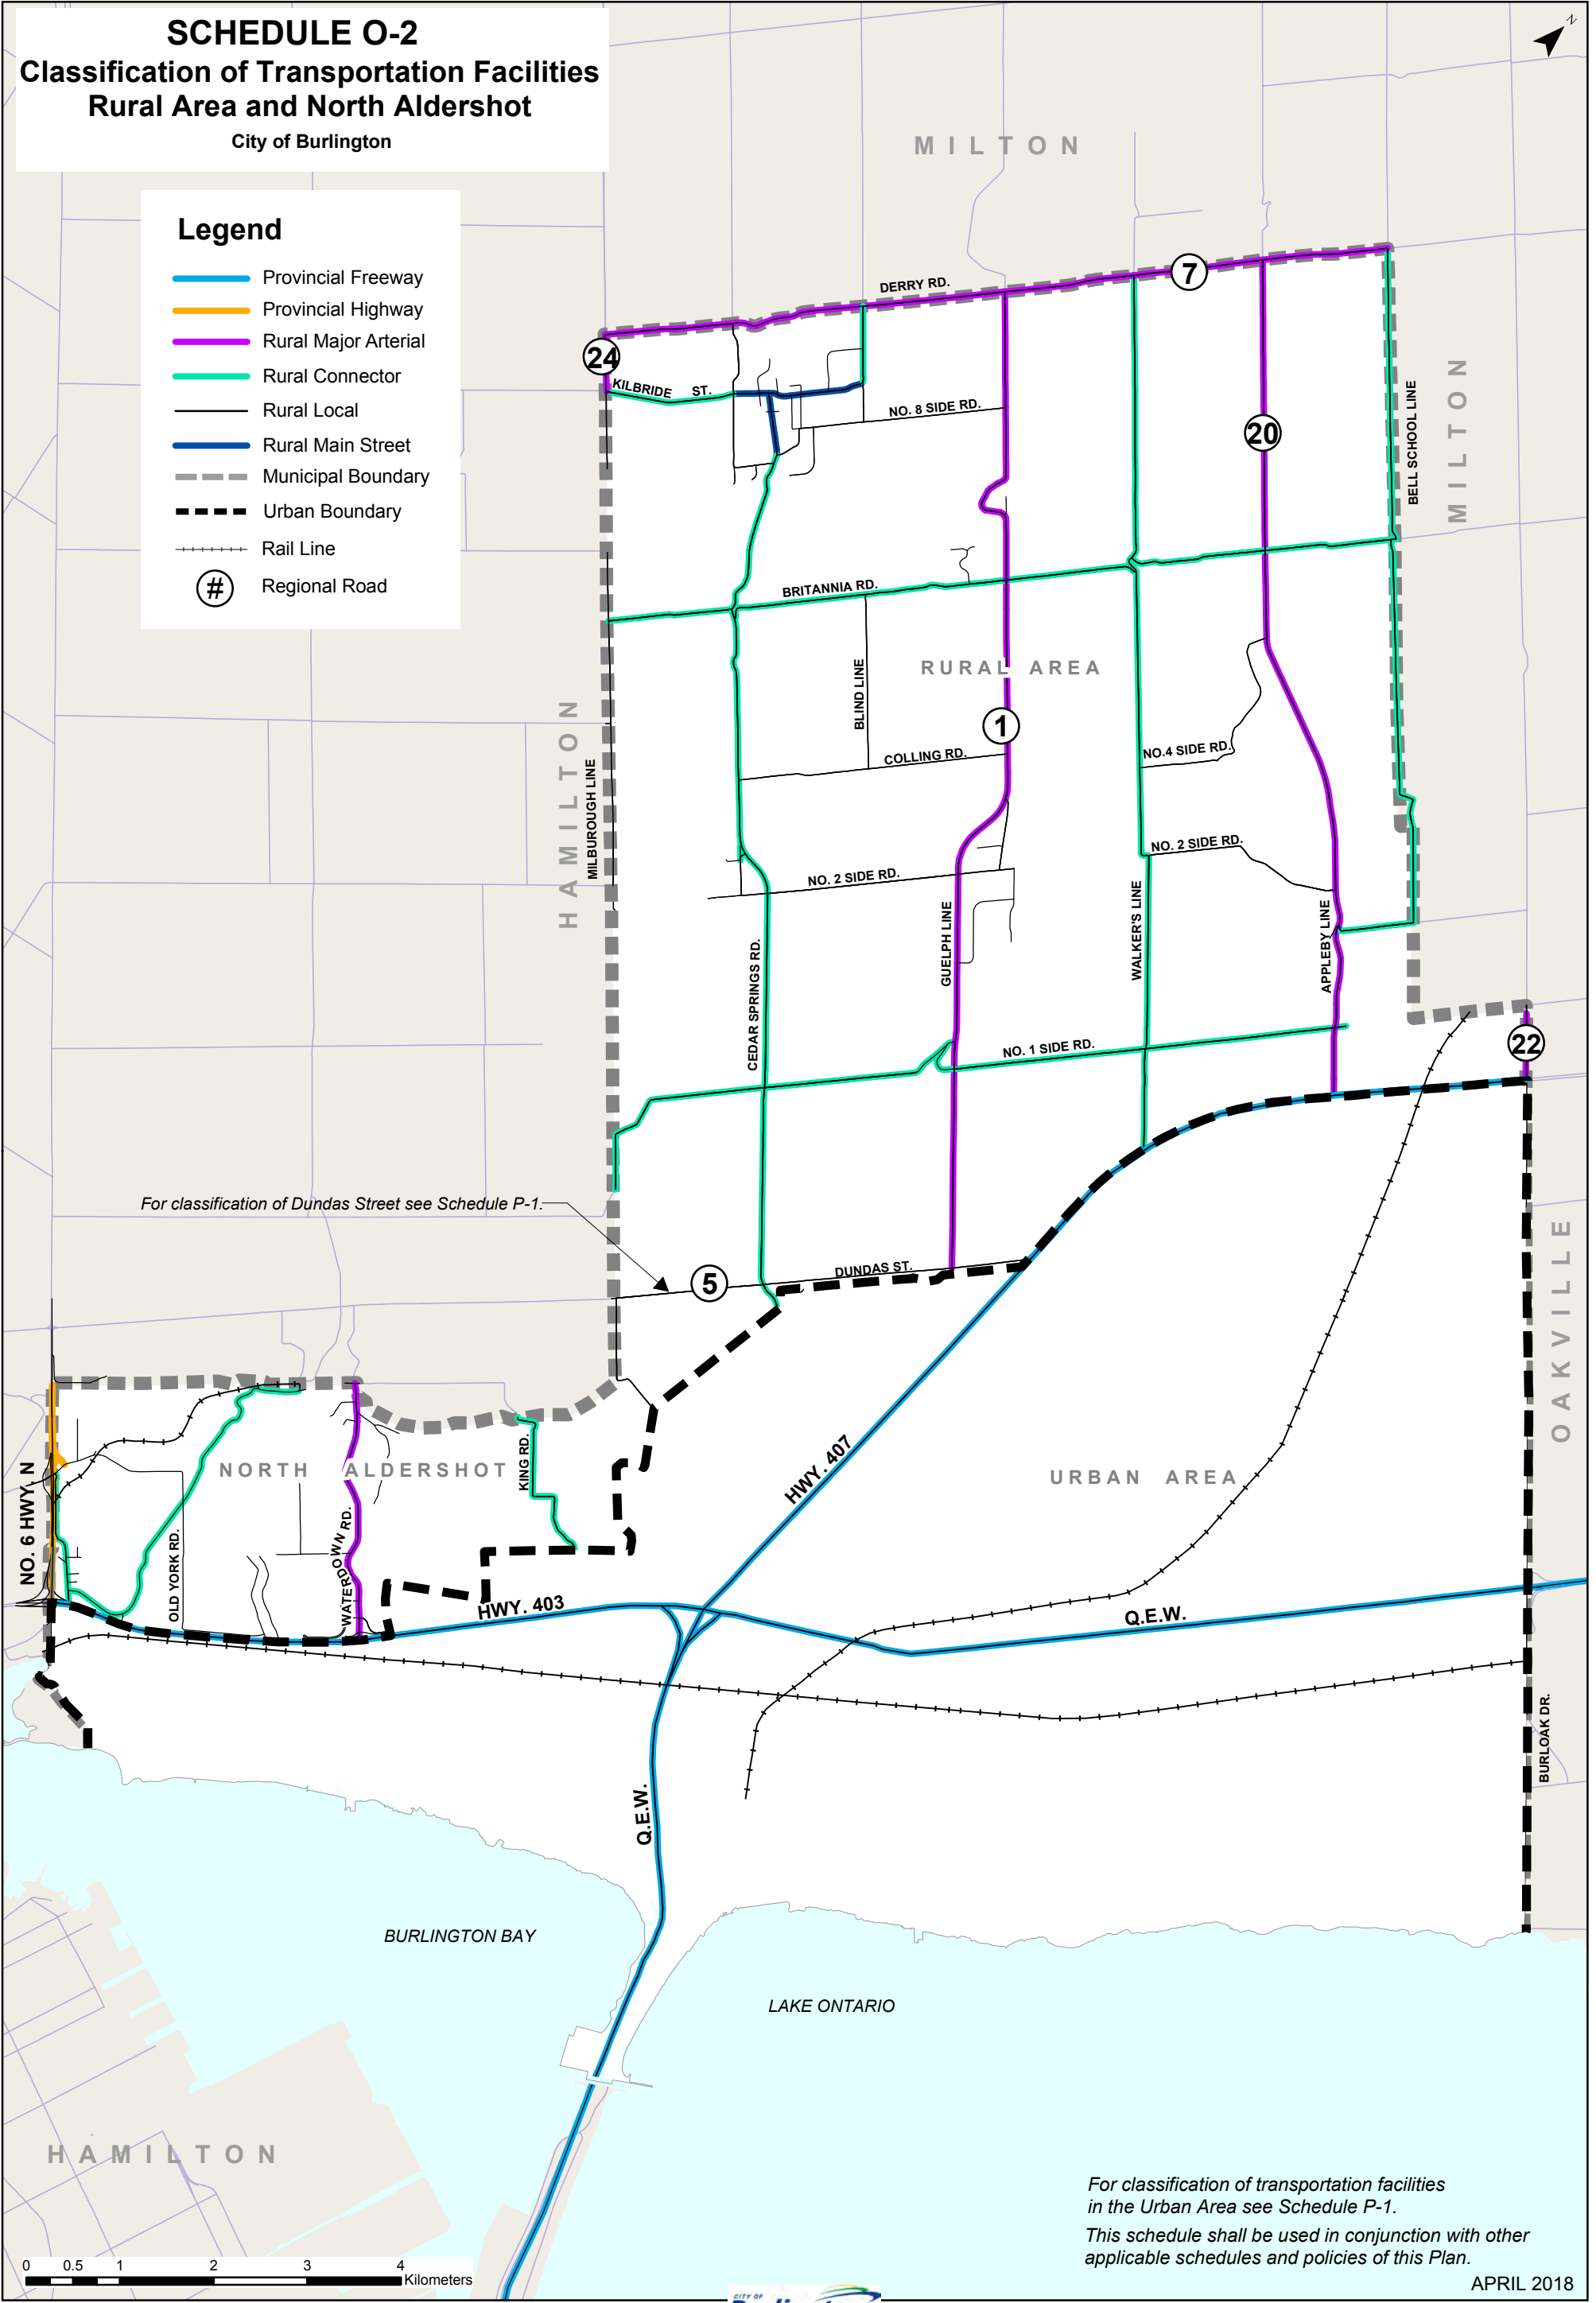 SCHEDULE O-2
Classification of Transportation Facilities
Rural Area and North Aldershot
City of Burlington
N
Legend
Provincial Freeway
Provincial Highway
Rural Major Arterial
Rural Connector
Rural Local
Rural Main Street
Municipal Boundary
Urban Boundary
Rail Line
# Regional Road
MILTON
DERRY RD.
7
24
KILBRIDE ST.
NO. 8 SIDE RD.
20
BELL SCHOOL LINE
MILTON
BRITANNIA RD.
BLIND LINE
RURAL AREA
1
COLLING RD.
NO.4 SIDE RD.
HAMILTON
MILBOROUGH LINE
NO. 2 SIDE RD.
NO. 2 SIDE RD.
CEDAR SPRINGS RD.
GUELPH LINE
WALKER'S LINE
APPLEBY LINE
NO. 1 SIDE RD.
22
For classification of Dundas Street see Schedule P-1.
5
DUNDAS ST.
OAKVILLE
NO. 6 HWY. N
NORTH ALDERSHOT
OLD YORK RD.
WATERDOWN RD.
KING RD.
HWY. 407
URBAN AREA
HWY. 403
Q.E.W.
BURLOAK DR.
Q.E.W.
BURLINGTON BAY
LAKE ONTARIO
HAMILTON
For classification of transportation facilities
in the Urban Area see Schedule P-1.
This schedule shall be used in conjunction with other
applicable schedules and policies of this Plan.
0 0.5 1 2 3 4
Kilometers
APRIL 2018
CITY OF